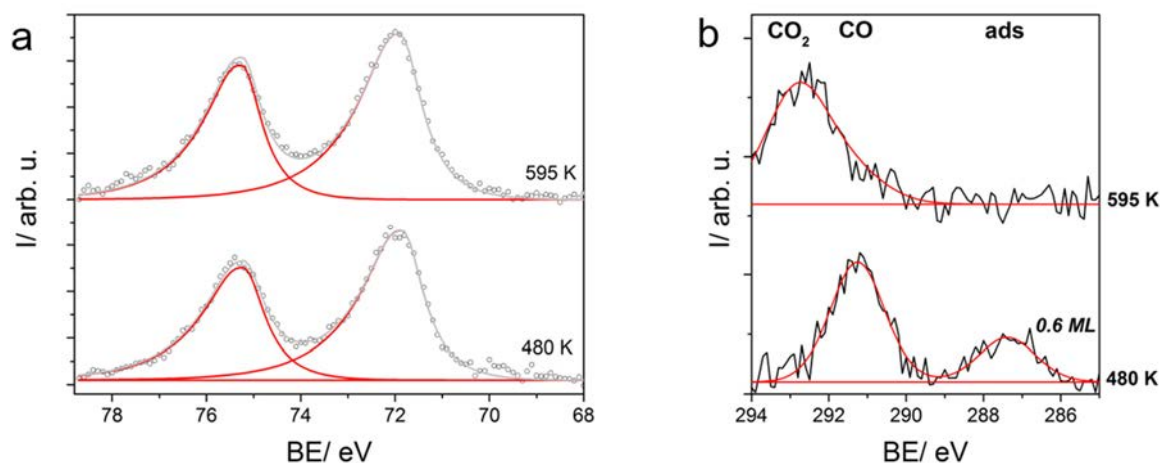 a
I/ arb. u.
595 K
480 K
78 76 74 72 70 68
BE/ eV
b
CO₂ CO ads
I/ arb. u.
595 K
0.6 ML
480 K
294 292 290 288 286
BE/ eV